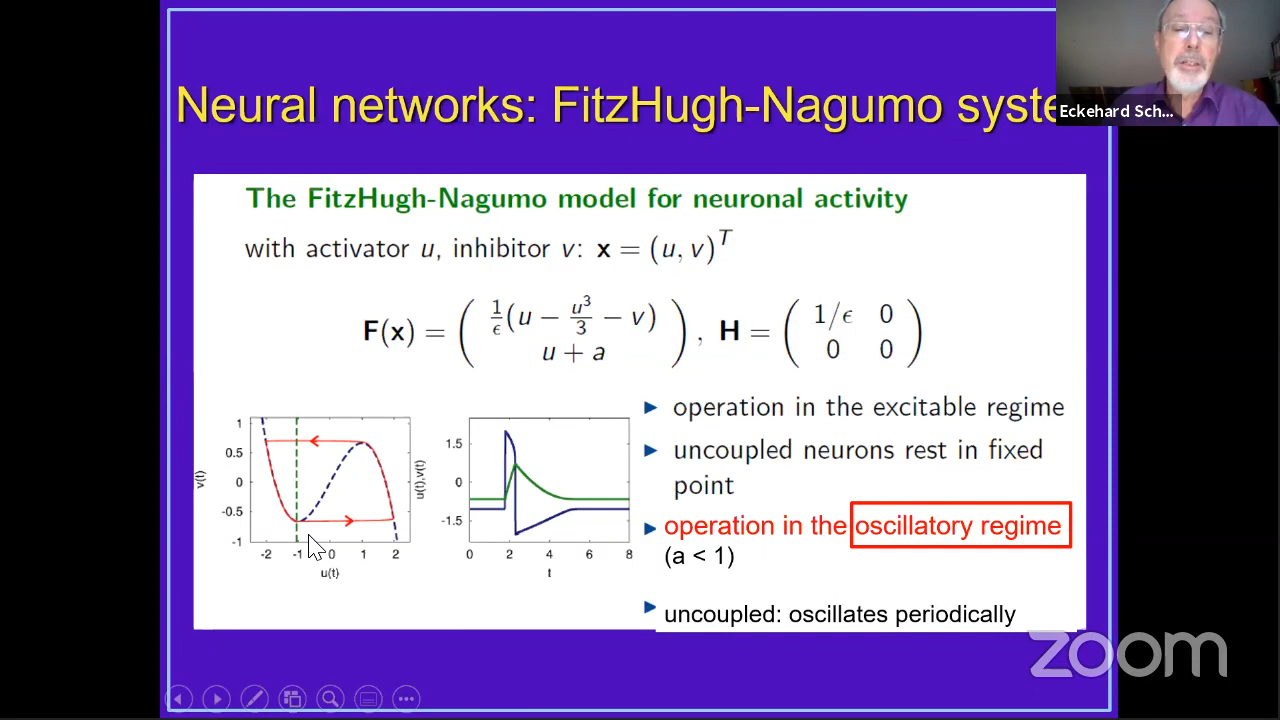 Neural networks: FitzHugh-Nagumo syste
Eckehard Sch...
The FitzHugh-Nagumo model for neuronal activity
with activator u, inhibitor v: x = (u, v)^T
F(x) = ( 1/ϵ (u − u³/3 − v) u + a ), H = ( 1/ϵ 0 0 0 )
▶ operation in the excitable regime
▶ uncoupled neurons rest in fixed
point
▶ operation in the oscillatory regime
(a < 1)
▶ uncoupled: oscillates periodically
v(t)
1
0.5
0
-0.5
-1
-2 -1 0 1 2
u(t)
u(t),v(t)
1.5
0
-1.5
0 2 4 6 8
t
zoom